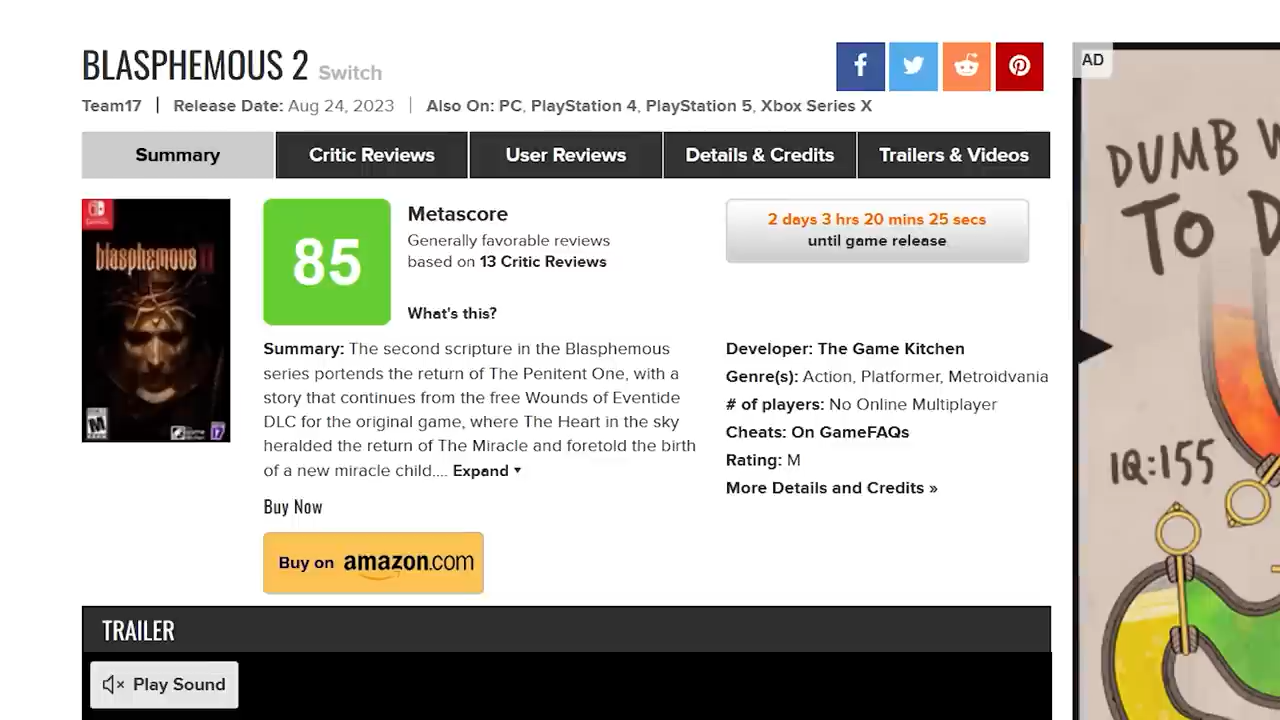 BLASPHEMOUS 2 Switch
Team17 | Release Date: Aug 24, 2023 | Also On: PC, PlayStation 4, PlayStation 5, Xbox Series X
AD
Summary
Critic Reviews
User Reviews
Details & Credits
Trailers & Videos
blasphemous II
M
17
85
Metascore
Generally favorable reviews
based on 13 Critic Reviews
What's this?
2 days 3 hrs 20 mins 25 secs
until game release
Summary: The second scripture in the Blasphemous
series portends the return of The Penitent One, with a
story that continues from the free Wounds of Eventide
DLC for the original game, where The Heart in the sky
heralded the return of The Miracle and foretold the birth
of a new miracle child.... Expand
Developer: The Game Kitchen
Genre(s): Action, Platformer, Metroidvania
# of players: No Online Multiplayer
Cheats: On GameFAQs
Rating: M
More Details and Credits »
Buy Now
Buy on amazon.com
TRAILER
Play Sound
DUMB
TO
IQ:155